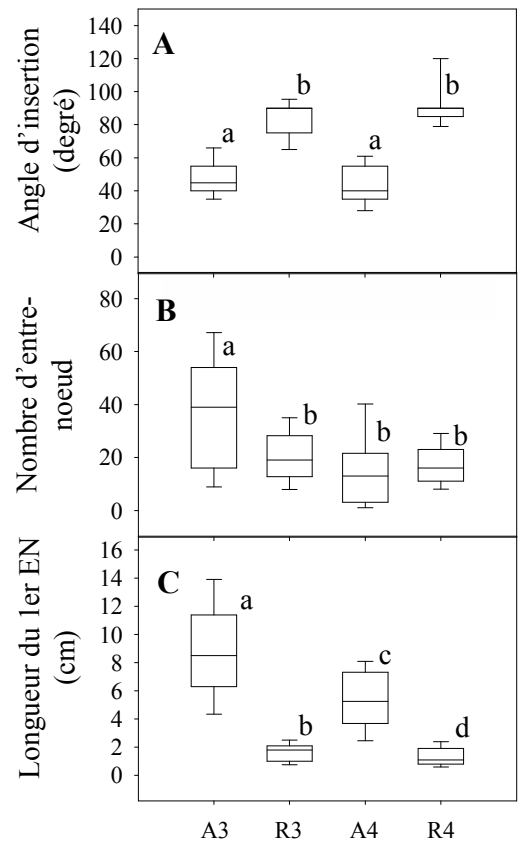 A
Angle d'insertion
(degré)
140
120
100
80
60
40
20
0
a
b
a
b
B
Nombre d'entre-
noeud
80
60
40
20
0
a
b
b
b
C
Longueur du 1er EN
(cm)
16
14
12
10
8
6
4
2
0
a
b
c
d
A3 R3 A4 R4